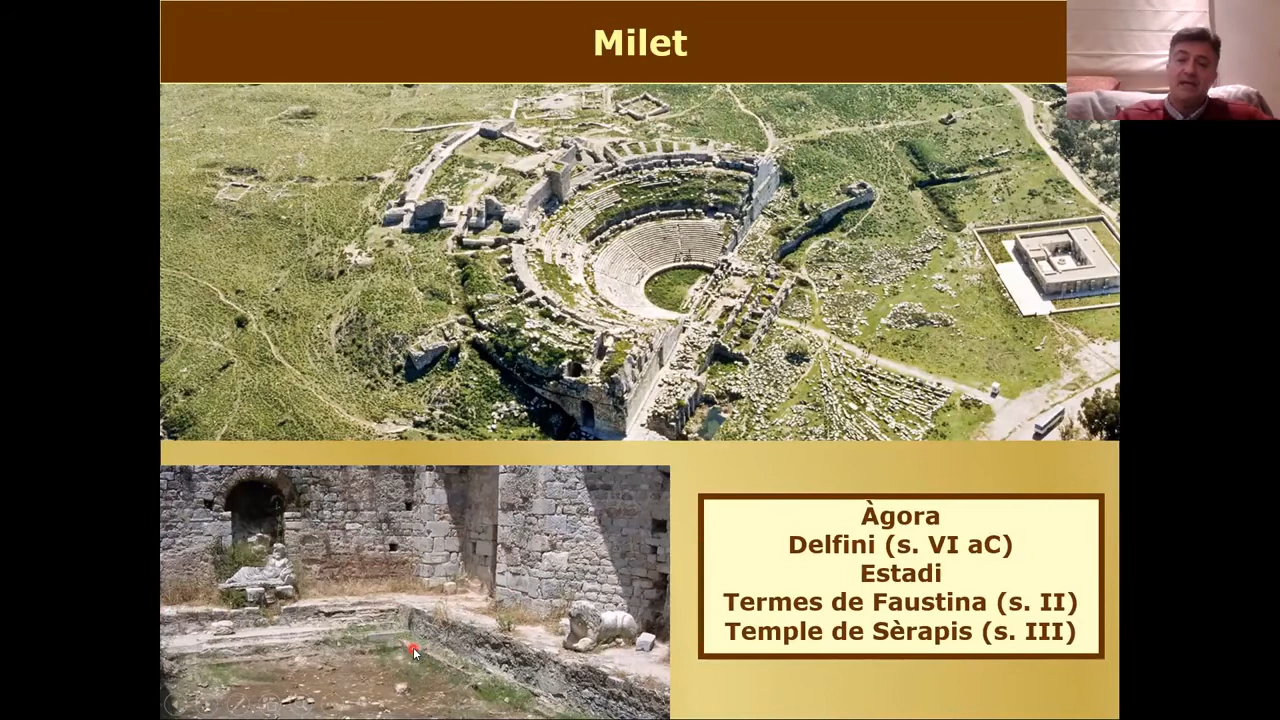 Milet
Àgora
Delfini (s. VI aC)
Estadi
Termes de Faustina (s. II)
Temple de Sèrapis (s. III)